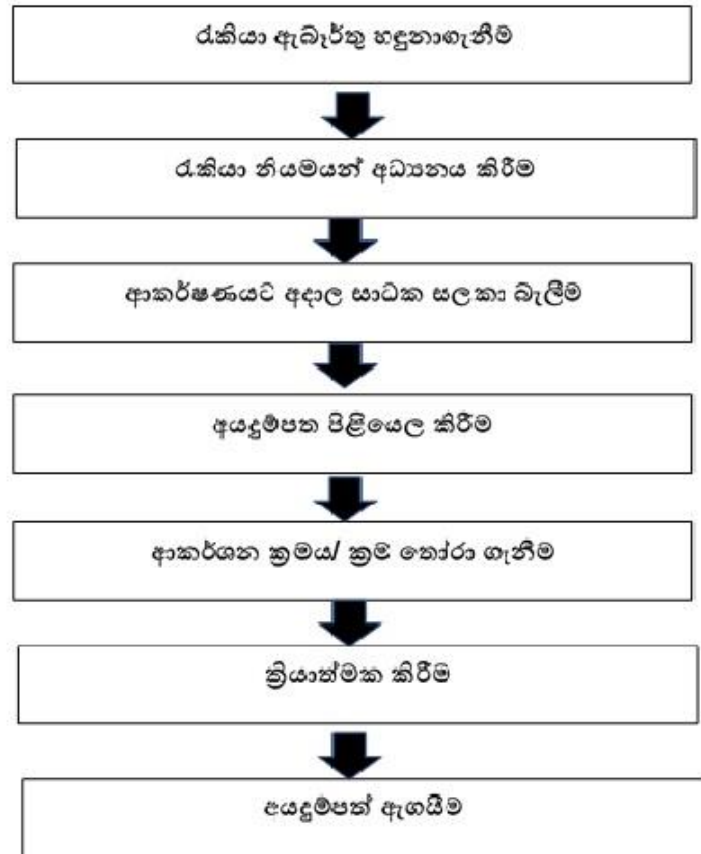 රැකියා ඇබෑර්තු හඳුනාගැනීම
රැකියා නියමයන් අධ්‍යනය කිරීම
ආකර්ෂණයට අදාල සාධක සලකා බැලීම
අයදුම්පත පිළියෙල කිරීම
ආකර්ශන ක්‍රමය/ ක්‍රම තෝරා ගැනීම
ක්‍රියාත්මක කිරීම
අයදුම්පත් ඇගයීම